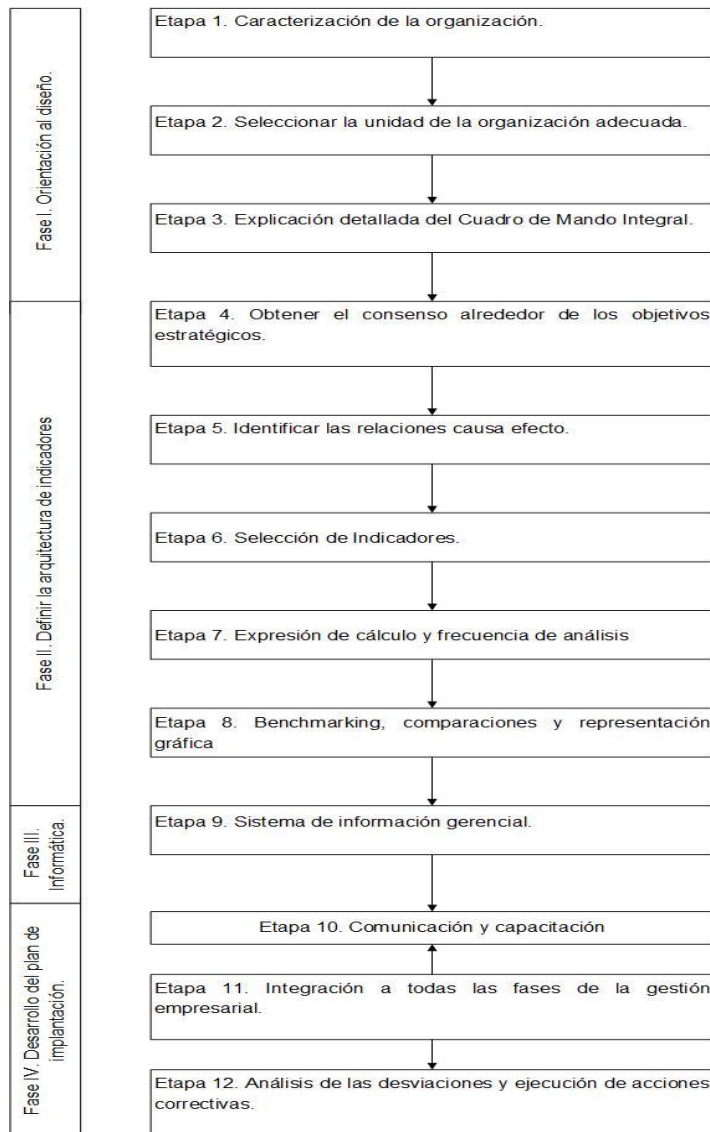 Fase I. Orientación al diseño.
Etapa 1. Caracterización de la organización.
Etapa 2. Seleccionar la unidad de la organización adecuada.
Etapa 3. Explicación detallada del Cuadro de Mando Integral.
Fase II. Definir la arquitectura de indicadores
Etapa 4. Obtener el consenso alrededor de los objetivos
estratégicos.
Etapa 5. Identificar las relaciones causa efecto.
Etapa 6. Selección de Indicadores.
Etapa 7. Expresión de cálculo y frecuencia de análisis
Etapa 8. Benchmarking, comparaciones y representación
gráfica
Fase III.
Informática.
Etapa 9. Sistema de información gerencial.
Fase IV. Desarrollo del plan de
implantación.
Etapa 10. Comunicación y capacitación
Etapa 11. Integración a todas las fases de la gestión
empresarial.
Etapa 12. Análisis de las desviaciones y ejecución de acciones
correctivas.